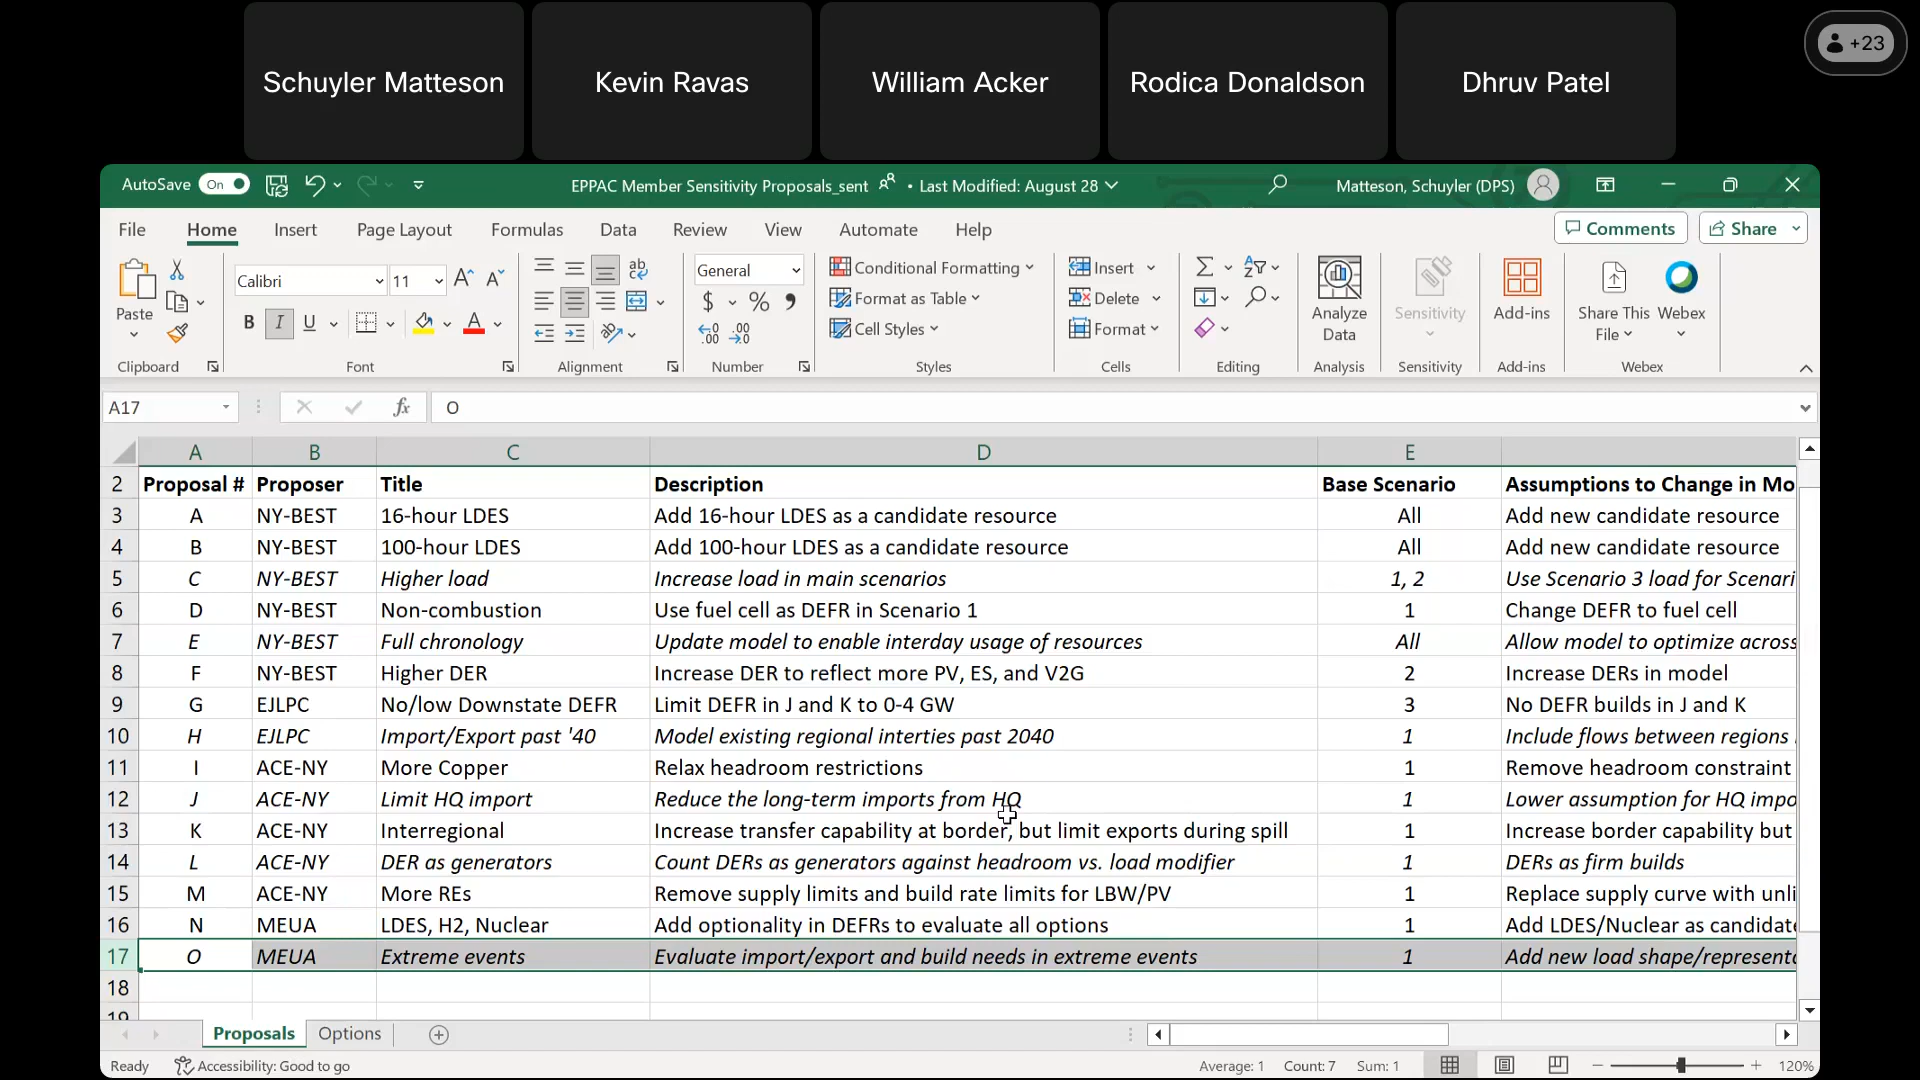 Schuyler Matteson Kevin Ravas William Acker Rodica Donaldson Dhruv Patel +23
AutoSave On EPPAC Member Sensitivity Proposals_sent • Last Modified: August 28 Matteson, Schuyler (DPS)
File Home Insert Page Layout Formulas Data Review View Automate Help Comments Share
Paste Calibri 11 General Conditional Formatting Format as Table Cell Styles Insert Delete Format Analyze Data Sensitivity Add-ins Share This File Webex
Clipboard Font Alignment Number Styles Cells Editing Analysis Sensitivity Add-ins Webex
A17 fx O
A B C D E
2 Proposal # Proposer Title Description Base Scenario Assumptions to Change in Mo
3 A NY-BEST 16-hour LDES Add 16-hour LDES as a candidate resource All Add new candidate resource
4 B NY-BEST 100-hour LDES Add 100-hour LDES as a candidate resource All Add new candidate resource
5 C NY-BEST Higher load Increase load in main scenarios 1, 2 Use Scenario 3 load for Scenari
6 D NY-BEST Non-combustion Use fuel cell as DEFR in Scenario 1 1 Change DEFR to fuel cell
7 E NY-BEST Full chronology Update model to enable interday usage of resources All Allow model to optimize across
8 F NY-BEST Higher DER Increase DER to reflect more PV, ES, and V2G 2 Increase DERs in model
9 G EJLPC No/low Downstate DEFR Limit DEFR in J and K to 0-4 GW 3 No DEFR builds in J and K
10 H EJLPC Import/Export past '40 Model existing regional interties past 2040 1 Include flows between regions
11 I ACE-NY More Copper Relax headroom restrictions 1 Remove headroom constraint
12 J ACE-NY Limit HQ import Reduce the long-term imports from HQ 1 Lower assumption for HQ impo
13 K ACE-NY Interregional Increase transfer capability at border, but limit exports during spill 1 Increase border capability but
14 L ACE-NY DER as generators Count DERs as generators against headroom vs. load modifier 1 DERs as firm builds
15 M ACE-NY More REs Remove supply limits and build rate limits for LBW/PV 1 Replace supply curve with unli
16 N MEUA LDES, H2, Nuclear Add optionality in DEFRs to evaluate all options 1 Add LDES/Nuclear as candidate
17 O MEUA Extreme events Evaluate import/export and build needs in extreme events 1 Add new load shape/representa
18
19
Proposals Options
Ready Accessibility: Good to go Average: 1 Count: 7 Sum: 1 120%